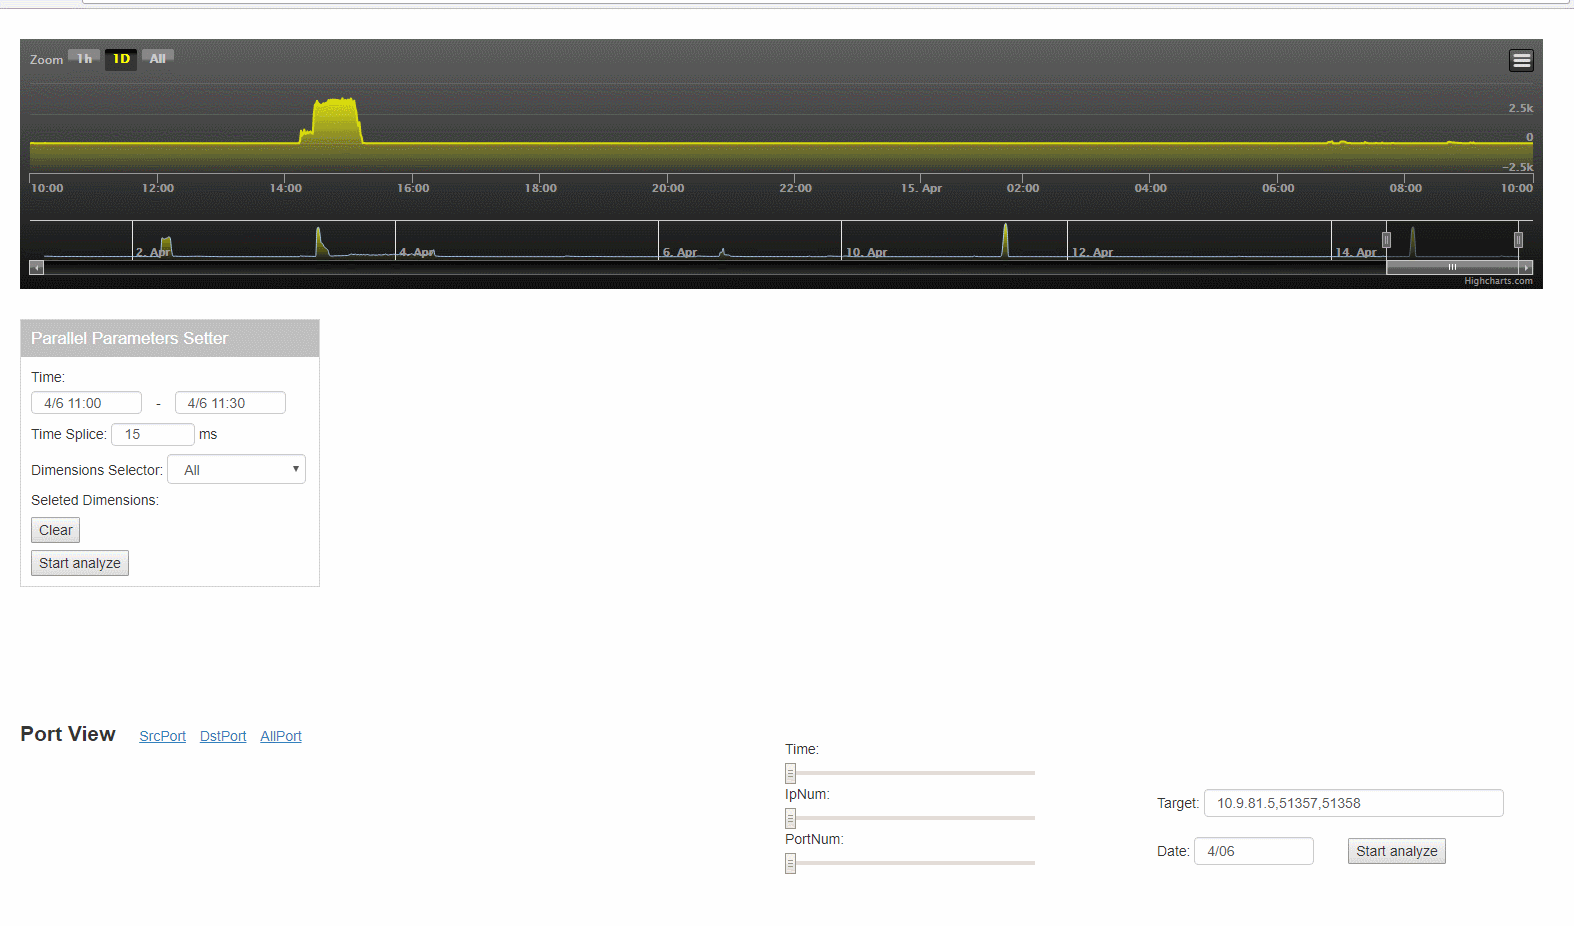 Zoom 1h 1D All
2.5k
0
−2.5k
10:00 12:00 14:00 16:00 18:00 20:00 22:00 15. Apr 02:00 04:00 06:00 08:00 10:00
2. Apr 4. Apr 6. Apr 10. Apr 12. Apr 14. Apr
Highcharts.com
Parallel Parameters Setter
Time:
4/6 11:00 - 4/6 11:30
Time Splice: 15 ms
Dimensions Selector: All
Seleted Dimensions:
Clear
Start analyze
Port View SrcPort DstPort AllPort
Time:
IpNum:
PortNum:
Target: 10.9.81.5,51357,51358
Date: 4/06 Start analyze